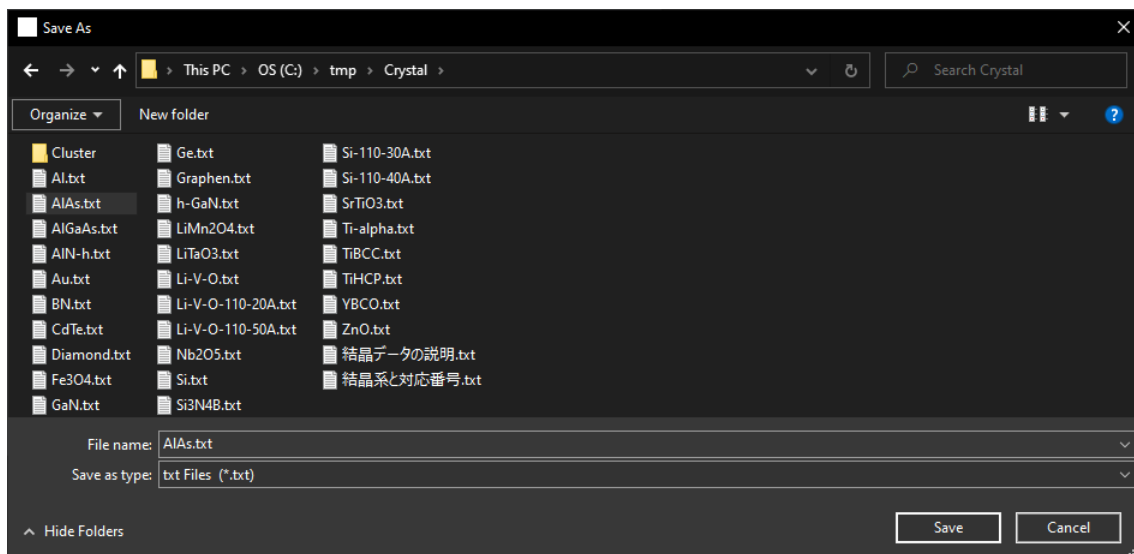 Save As
This PC > OS (C:) > tmp > Crystal >
Search Crystal
Organize
New folder
Cluster
Al.txt
AlAs.txt
AlGaAs.txt
AlN-h.txt
Au.txt
BN.txt
CdTe.txt
Diamond.txt
Fe3O4.txt
GaN.txt
Ge.txt
Graphen.txt
h-GaN.txt
LiMn2O4.txt
LiTaO3.txt
Li-V-O.txt
Li-V-O-110-20A.txt
Li-V-O-110-50A.txt
Nb2O5.txt
Si.txt
Si3N4B.txt
Si-110-30A.txt
Si-110-40A.txt
SrTiO3.txt
Ti-alpha.txt
TiBCC.txt
TiHCP.txt
YBCO.txt
ZnO.txt
結晶データの説明.txt
結晶系と対応番号.txt
File name: AlAs.txt
Save as type: txt Files (*.txt)
Hide Folders
Save
Cancel